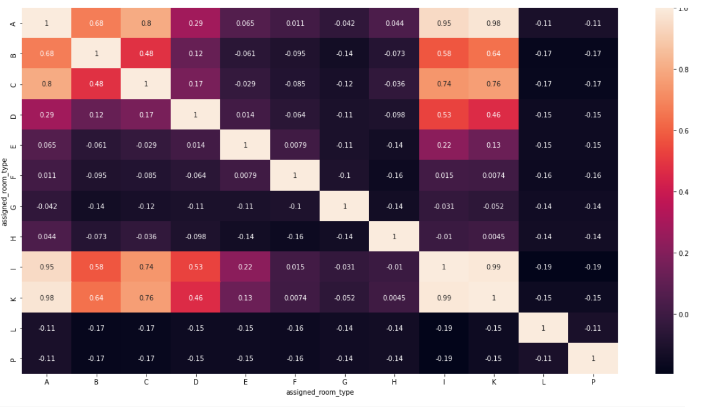 A 1 0.68 0.8 0.29 0.065 0.011 -0.042 0.044 0.95 0.98 -0.11 -0.11
B 0.68 1 0.48 0.12 -0.061 -0.095 -0.14 -0.073 0.58 0.64 -0.17 -0.17
C 0.8 0.48 1 0.17 -0.029 -0.085 -0.12 -0.036 0.74 0.76 -0.17 -0.17
D 0.29 0.12 0.17 1 0.014 -0.064 -0.11 -0.098 0.53 0.46 -0.15 -0.15
E 0.065 -0.061 -0.029 0.014 1 0.0079 -0.11 -0.14 0.22 0.13 -0.15 -0.15
F 0.011 -0.095 -0.085 -0.064 0.0079 1 -0.1 -0.16 0.015 0.0074 -0.16 -0.16
G -0.042 -0.14 -0.12 -0.11 -0.11 -0.1 1 -0.14 -0.031 -0.052 -0.14 -0.14
H 0.044 -0.073 -0.036 -0.098 -0.14 -0.16 -0.14 1 -0.01 0.0045 -0.14 -0.14
I 0.95 0.58 0.74 0.53 0.22 0.015 -0.031 -0.01 1 0.99 -0.19 -0.19
K 0.98 0.64 0.76 0.46 0.13 0.0074 -0.052 0.0045 0.99 1 -0.15 -0.15
L -0.11 -0.17 -0.17 -0.15 -0.15 -0.16 -0.14 -0.14 -0.19 -0.15 1 -0.11
P -0.11 -0.17 -0.17 -0.15 -0.15 -0.16 -0.14 -0.14 -0.19 -0.15 -0.11 1
A B C D E F G H I K L P
assigned_room_type
assigned_room_type
1.0
0.8
0.6
0.4
0.2
0.0